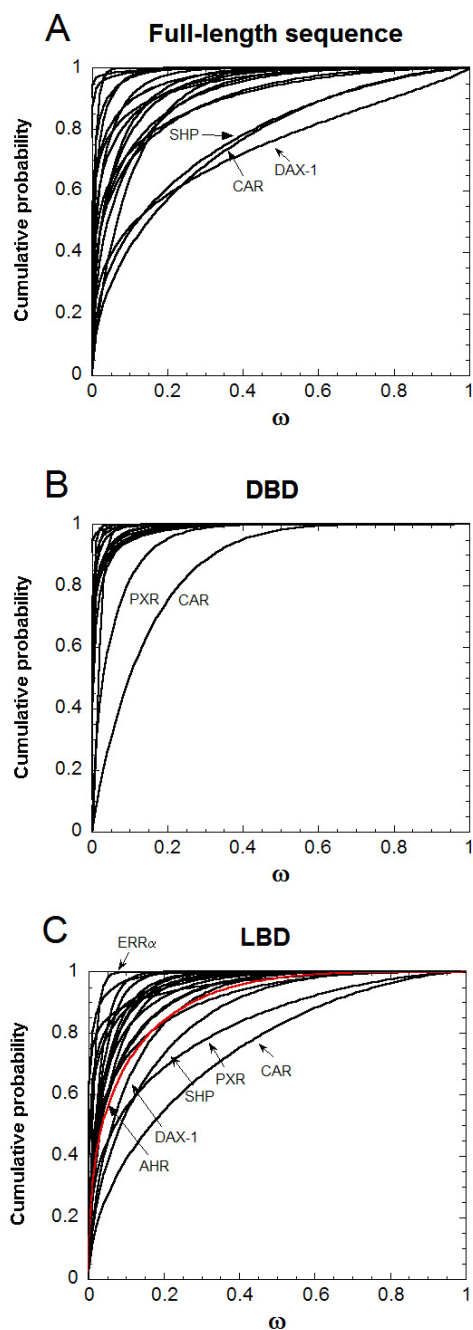 A
Full-length sequence
Cumulative probability
1
0.8
0.6
0.4
0.2
0
SHP
CAR
DAX-1
0 0.2 0.4 0.6 0.8 1
ω
B
DBD
Cumulative probability
1
0.8
0.6
0.4
0.2
0
PXR CAR
0 0.2 0.4 0.6 0.8 1
ω
C
LBD
Cumulative probability
1
0.8
0.6
0.4
0.2
0
ERRα
CAR
PXR
SHP
DAX-1
AHR
0 0.2 0.4 0.6 0.8 1
ω